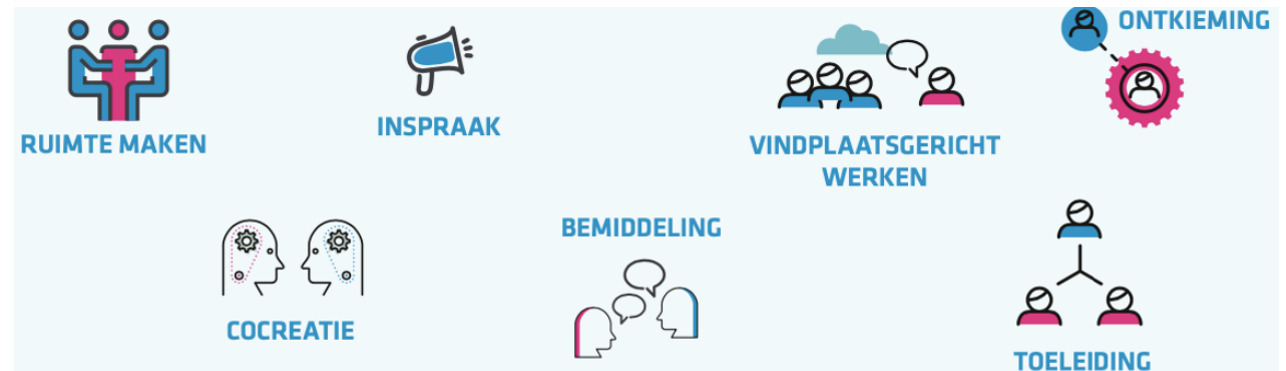 ONTKIEMING
RUIMTE MAKEN
INSPRAAK
VINDPLAATSGERICHT
WERKEN
COCREATIE
BEMIDDELING
TOELEIDING